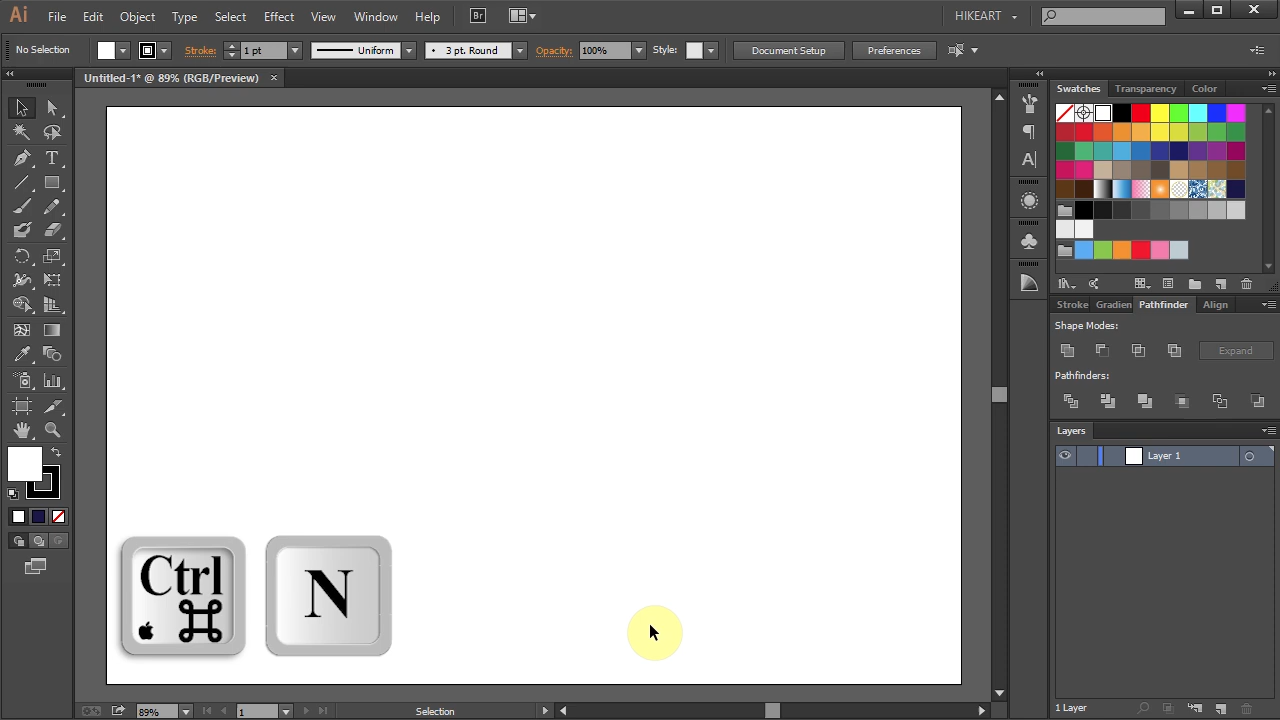 Ai File Edit Object Type Select Effect View Window Help Br HIKEART
No Selection Stroke: 1 pt Uniform 3 pt. Round Opacity: 100% Style: Document Setup Preferences
Untitled-1* @ 89% (RGB/Preview)
Swatches Transparency Color
Stroke Gradien Pathfinder Align
Shape Modes:
Expand
Pathfinders:
Layers
Layer 1
Ctrl
N
1 Layer
89% 1 Selection